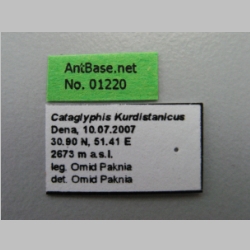 AntBase.net
No. 01220
Cataglyphis Kurdistanicus
Dena, 10.07.2007
30.90 N, 51.41 E
2673 m a.s.l.
leg. Omid Paknia
det. Omid Paknia